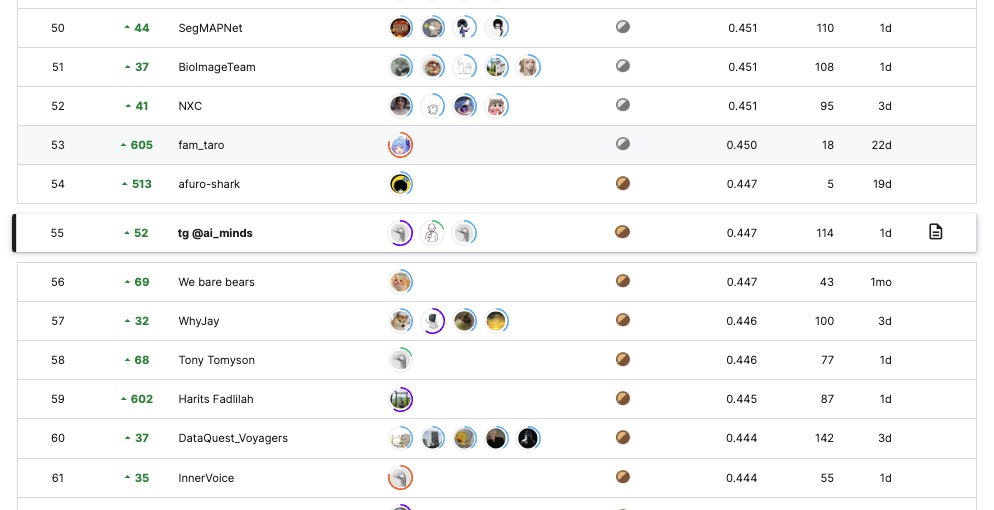 50 44 SegMAPNet 0.451 110 1d
51 37 BioImageTeam 0.451 108 1d
52 41 NXC 0.451 95 3d
53 605 fam_taro 0.450 18 22d
54 513 afuro-shark 0.447 5 19d
55 52 tg @ai_minds 0.447 114 1d
56 69 We bare bears 0.447 43 1mo
57 32 WhyJay 0.446 100 3d
58 68 Tony Tomyson 0.446 77 1d
59 602 Harits Fadlilah 0.445 87 1d
60 37 DataQuest_Voyagers 0.444 142 3d
61 35 InnerVoice 0.444 55 1d